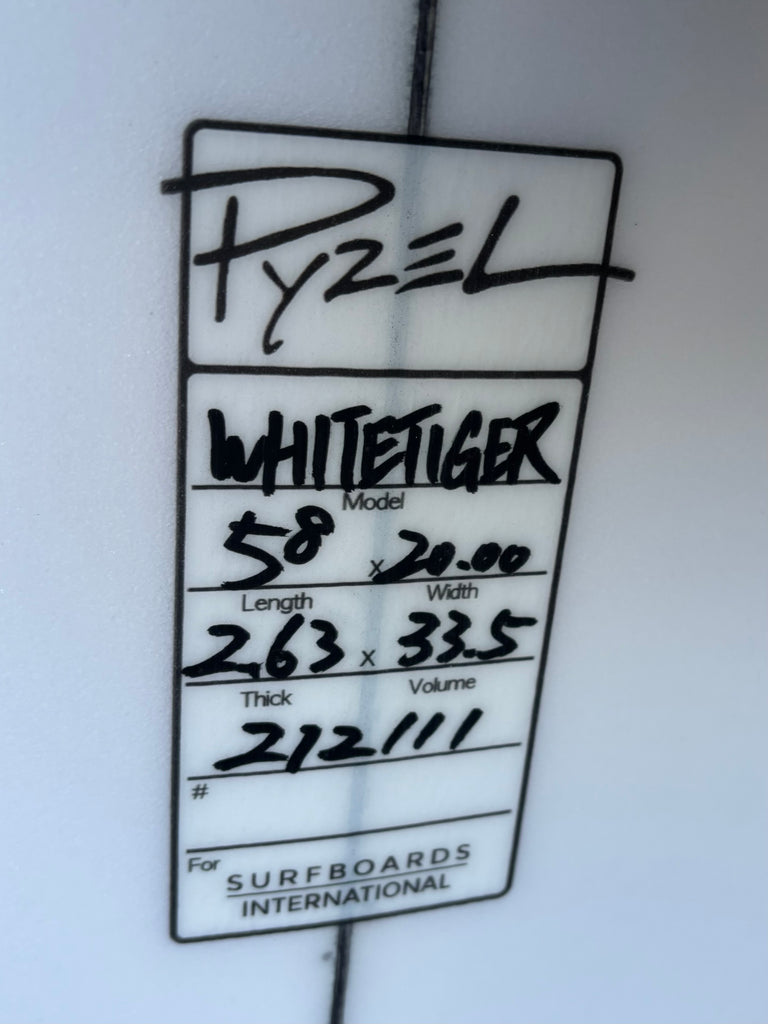 PYZEL
WHITETIGER
Model
58 x 20.00
Length Width
2.63 x 33.5
Thick Volume
212111
#
For
SURFBOARDS
INTERNATIONAL